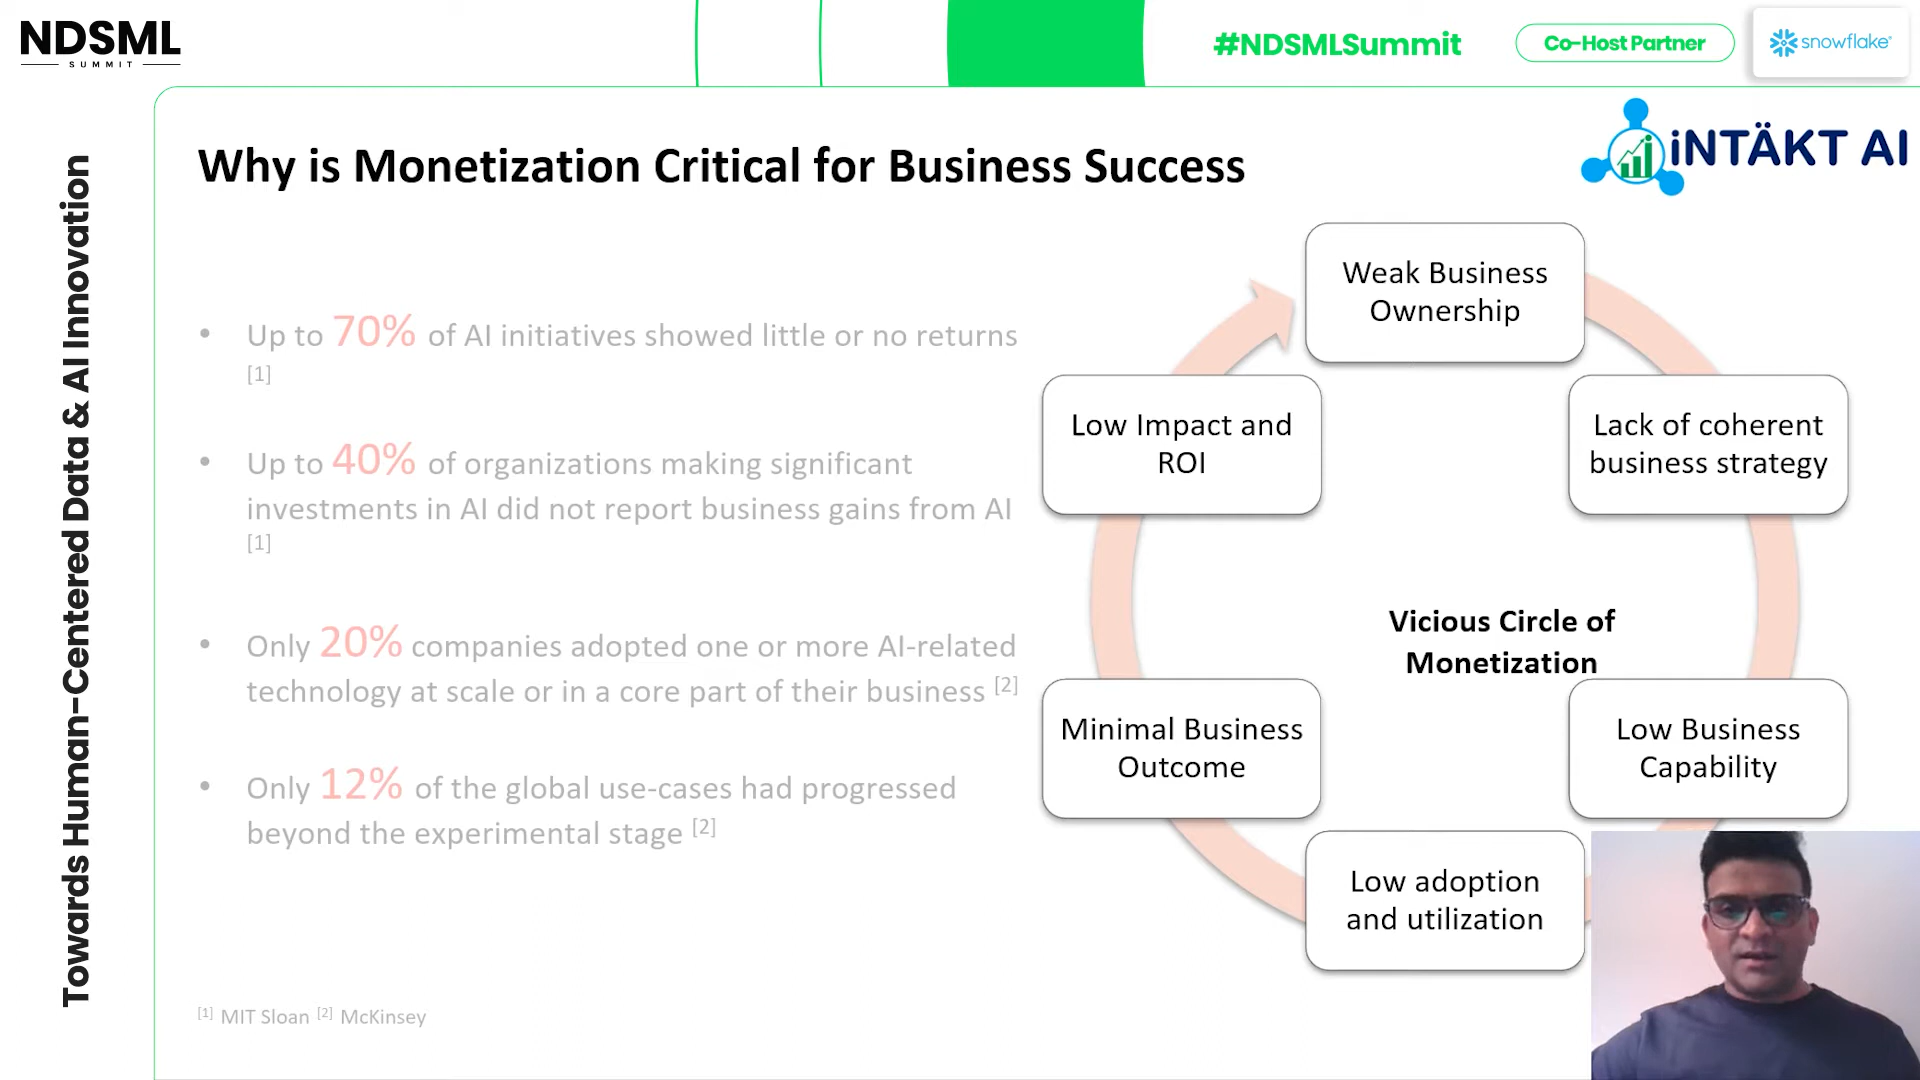 NDSML
SUMMIT
#NDSMLSummit
Co-Host Partner
snowflake®
Towards Human-Centered Data & AI Innovation
iNTÄKT AI
Why is Monetization Critical for Business Success
• Up to 70% of AI initiatives showed little or no returns
[1]
• Up to 40% of organizations making significant
investments in AI did not report business gains from AI
[1]
• Only 20% companies adopted one or more AI-related
technology at scale or in a core part of their business [2]
• Only 12% of the global use-cases had progressed
beyond the experimental stage [2]
[1] MIT Sloan [2] McKinsey
Weak Business
Ownership
Lack of coherent
business strategy
Low Business
Capability
Low adoption
and utilization
Minimal Business
Outcome
Low Impact and
ROI
Vicious Circle of
Monetization